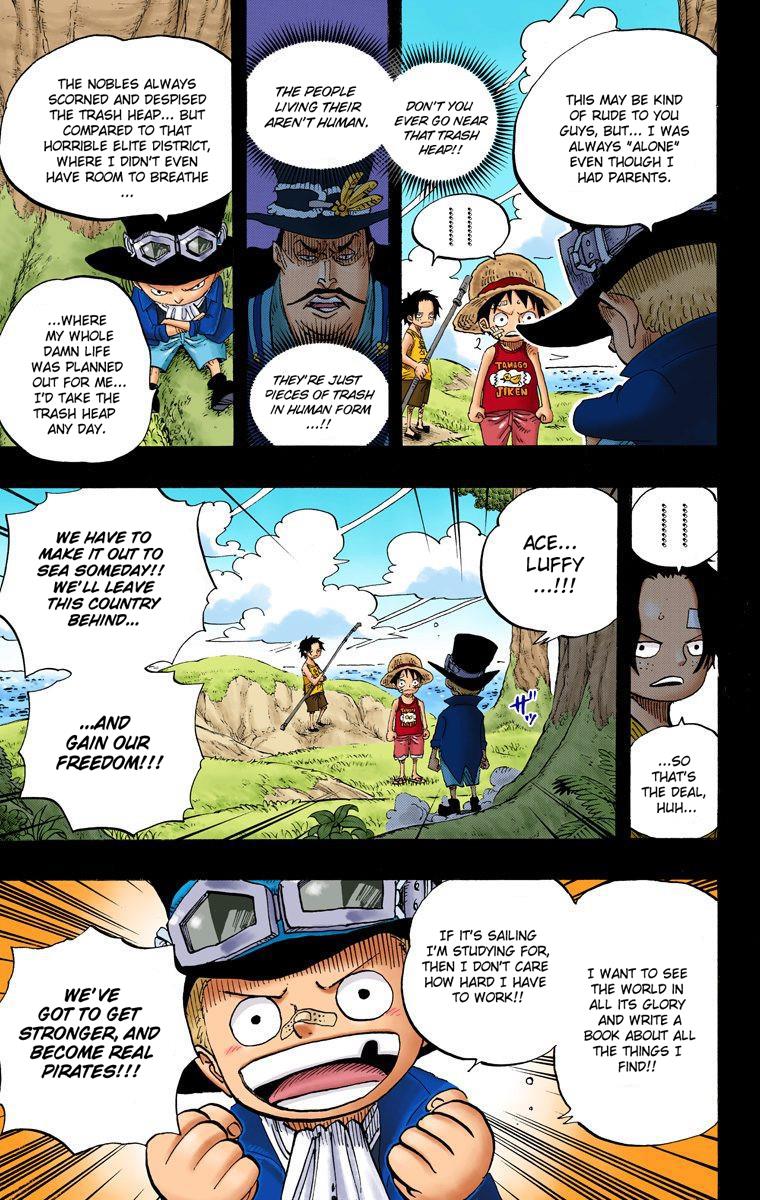 THIS MAY BE KIND
OF RUDE TO YOU
GUYS, BUT... I WAS
ALWAYS "ALONE"
EVEN THOUGH I
HAD PARENTS.
TAMAGO
JIKEN
DON'T YOU
EVER GO NEAR
THAT TRASH
HEAP!!
THE PEOPLE
LIVING THEIR
AREN'T HUMAN.
THEY'RE JUST
PIECES OF TRASH
IN HUMAN FORM
...!!
THE NOBLES ALWAYS
SCORNED AND DESPISED
THE TRASH HEAP... BUT
COMPARED TO THAT
HORRIBLE ELITE DISTRICT,
WHERE I DIDN'T EVEN
HAVE ROOM TO BREATHE
...
...WHERE
MY WHOLE
DAMN LIFE
WAS PLANNED
OUT FOR ME...
I'D TAKE THE
TRASH HEAP
ANY DAY.
...SO
THAT'S
THE DEAL,
HUH...
ACE...
LUFFY
...!!!
ザッ
WE HAVE TO
MAKE IT OUT TO
SEA SOMEDAY!!
WE'LL LEAVE
THIS COUNTRY
BEHIND...
...AND
GAIN OUR
FREEDOM!!!
I WANT TO SEE
THE WORLD IN
ALL ITS GLORY
AND WRITE A
BOOK ABOUT ALL
THE THINGS I
FIND!!
IF IT'S SAILING
I'M STUDYING FOR,
THEN I DON'T CARE
HOW HARD I HAVE
TO WORK!!
WE'VE
GOT TO GET
STRONGER, AND
BECOME REAL
PIRATES!!!